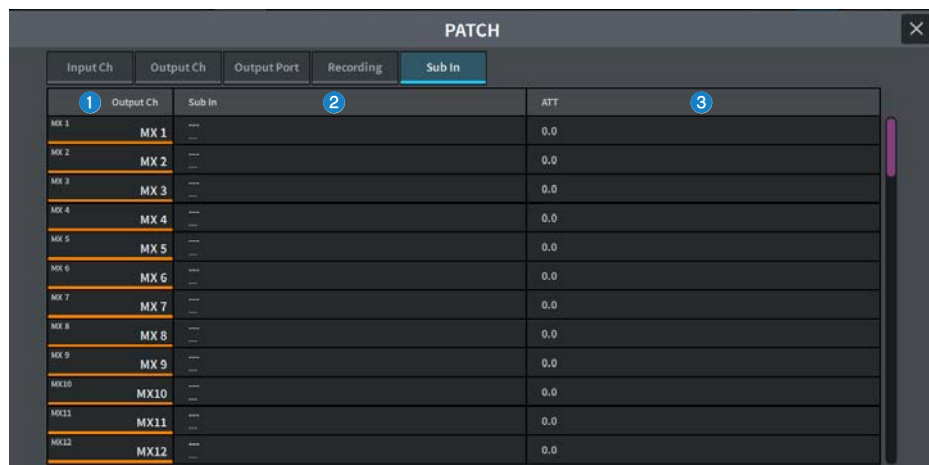 PATCH
Input Ch Output Ch Output Port Recording Sub In
1 Output Ch Sub In 2 ATT 3
MX 1 MX 1 --- --- 0.0
MX 2 MX 2 --- --- 0.0
MX 3 MX 3 --- --- 0.0
MX 4 MX 4 --- --- 0.0
MX 5 MX 5 --- --- 0.0
MX 6 MX 6 --- --- 0.0
MX 7 MX 7 --- --- 0.0
MX 8 MX 8 --- --- 0.0
MX 9 MX 9 --- --- 0.0
MX10 MX10 --- --- 0.0
MX11 MX11 --- --- 0.0
MX12 MX12 --- --- 0.0